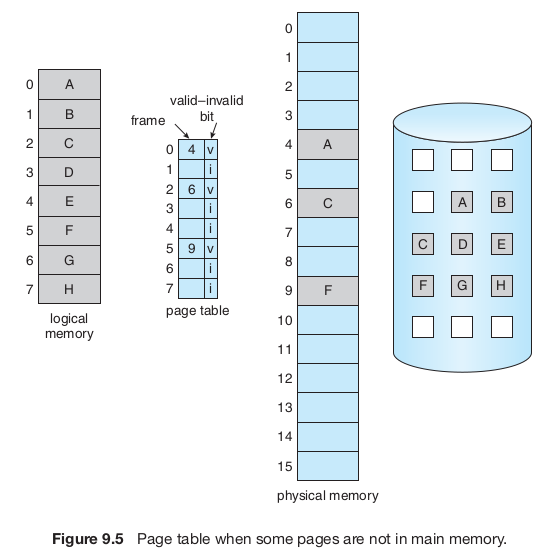 0 A
1 B
2 C
3 D
4 E
5 F
6 G
7 H
logical
memory
valid–invalid
bit
frame
0 4 v
1 i
2 6 v
3 i
4 i
5 9 v
6 i
7 i
page table
0
1
2
3
4 A
5
6 C
7
8
9 F
10
11
12
13
14
15
physical memory
A B
C D E
F G H
Figure 9.5 Page table when some pages are not in main memory.